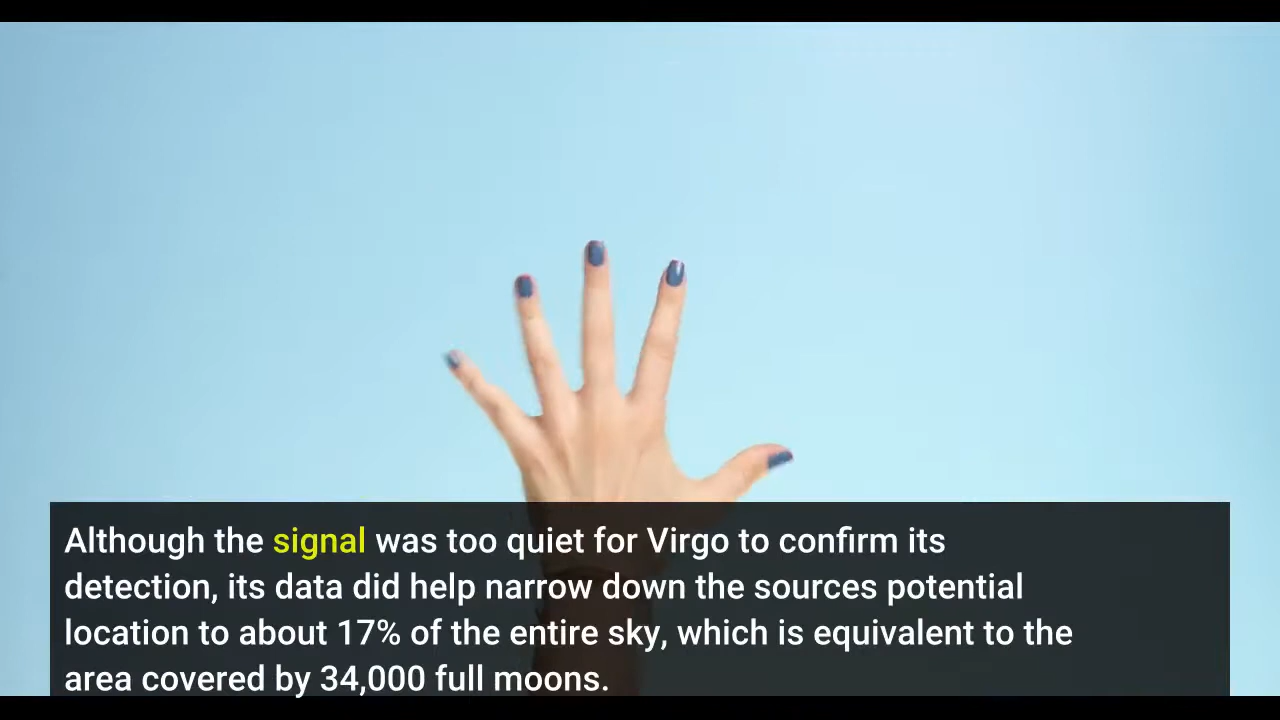 Although the signal was too quiet for Virgo to confirm its
detection, its data did help narrow down the sources potential
location to about 17% of the entire sky, which is equivalent to the
area covered by 34,000 full moons.